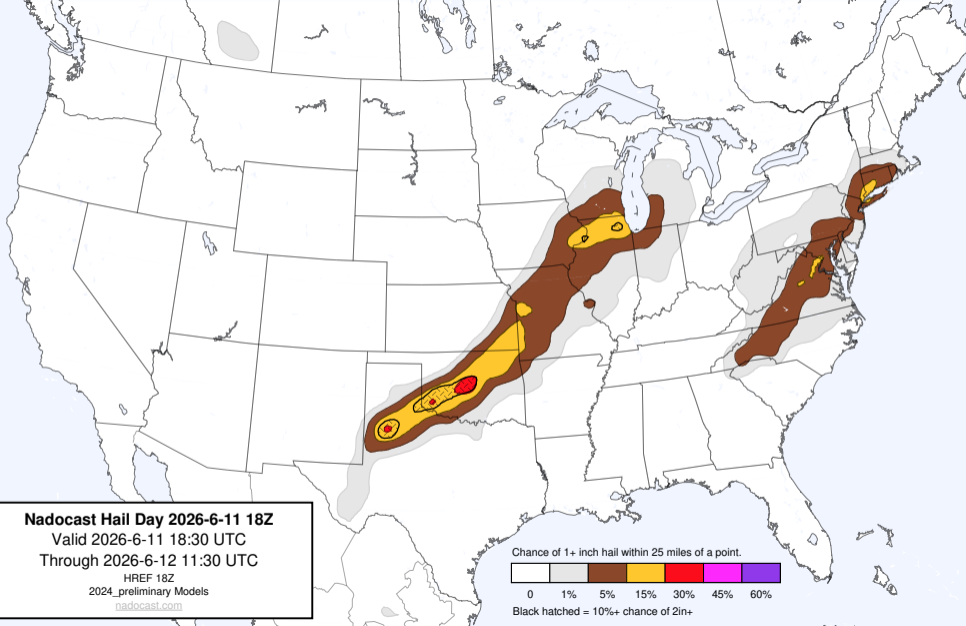 Nadocast Hail Day 2026-6-11 18Z
Valid 2026-6-11 18:30 UTC
Through 2026-6-12 11:30 UTC
HREF 18Z
2024_preliminary Models
nadocast.com
Chance of 1+ inch hail within 25 miles of a point.
0 1% 5% 15% 30% 45% 60%
Black hatched = 10%+ chance of 2in+